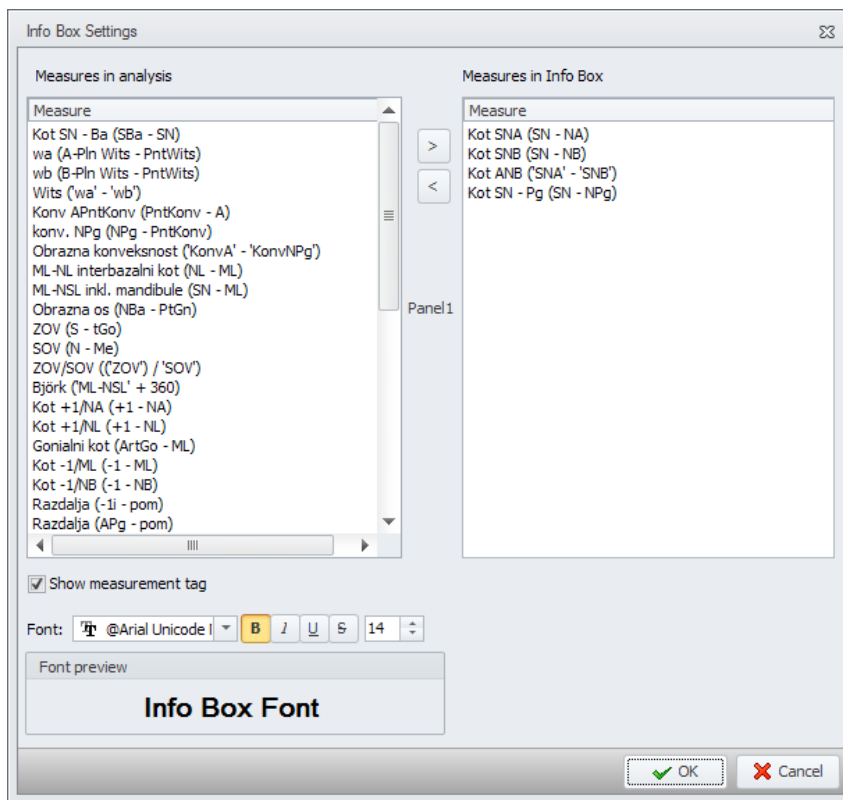 Info Box Settings
Measures in analysis
Measure
Kot SN - Ba (SBa - SN)
wa (A-Pln Wits - PntWits)
wb (B-Pln Wits - PntWits)
Wits ('wa' - 'wb')
Konv APntKonv (PntKonv - A)
konv. NPg (NPg - PntKonv)
Obrazna konveksnost ('KonvA' - 'KonvNPg')
ML-NL interbazalni kot (NL - ML)
ML-NSL inkl. mandibule (SN - ML)
Obrazna os (NBa - PtGn)
ZOV (S - tGo)
SOV (N - Me)
ZOV/SOV (('ZOV') / 'SOV')
Björk ('ML-NSL' + 360)
Kot +1/NA (+1 - NA)
Kot +1/NL (+1 - NL)
Gonialni kot (ArtGo - ML)
Kot -1/ML (-1 - ML)
Kot -1/NB (-1 - NB)
Razdalja (-1i - pom)
Razdalja (APg - pom)
>
<
Panel1
Measures in Info Box
Measure
Kot SNA (SN - NA)
Kot SNB (SN - NB)
Kot ANB ('SNA' - 'SNB')
Kot SN - Pg (SN - NPg)
Show measurement tag
Font: @Arial Unicode B I U S 14
Font preview
Info Box Font
OK Cancel